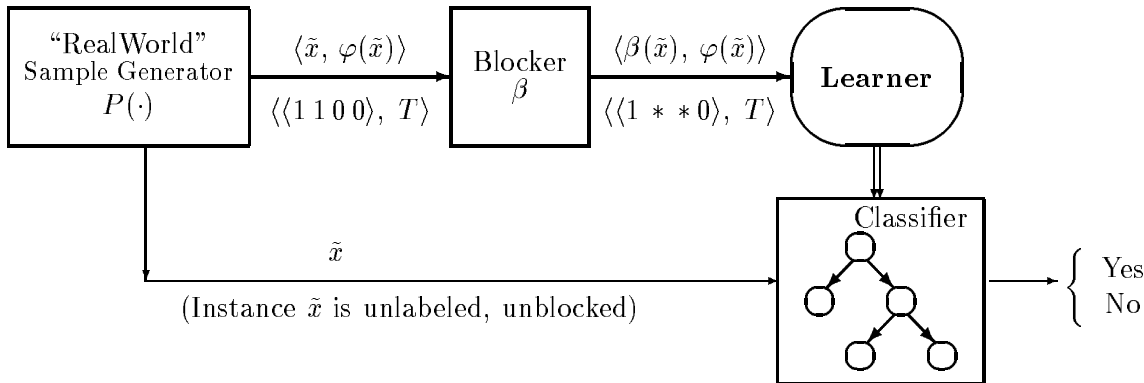 “RealWorld”
Sample Generator
P(·)
⟨x̃, φ(x̃)⟩
⟨⟨1 1 0 0⟩, T⟩
Blocker
β
⟨β(x̃), φ(x̃)⟩
⟨⟨1 * * 0⟩, T⟩
Learner
Classifier
x̃
(Instance x̃ is unlabeled, unblocked)
Yes
No